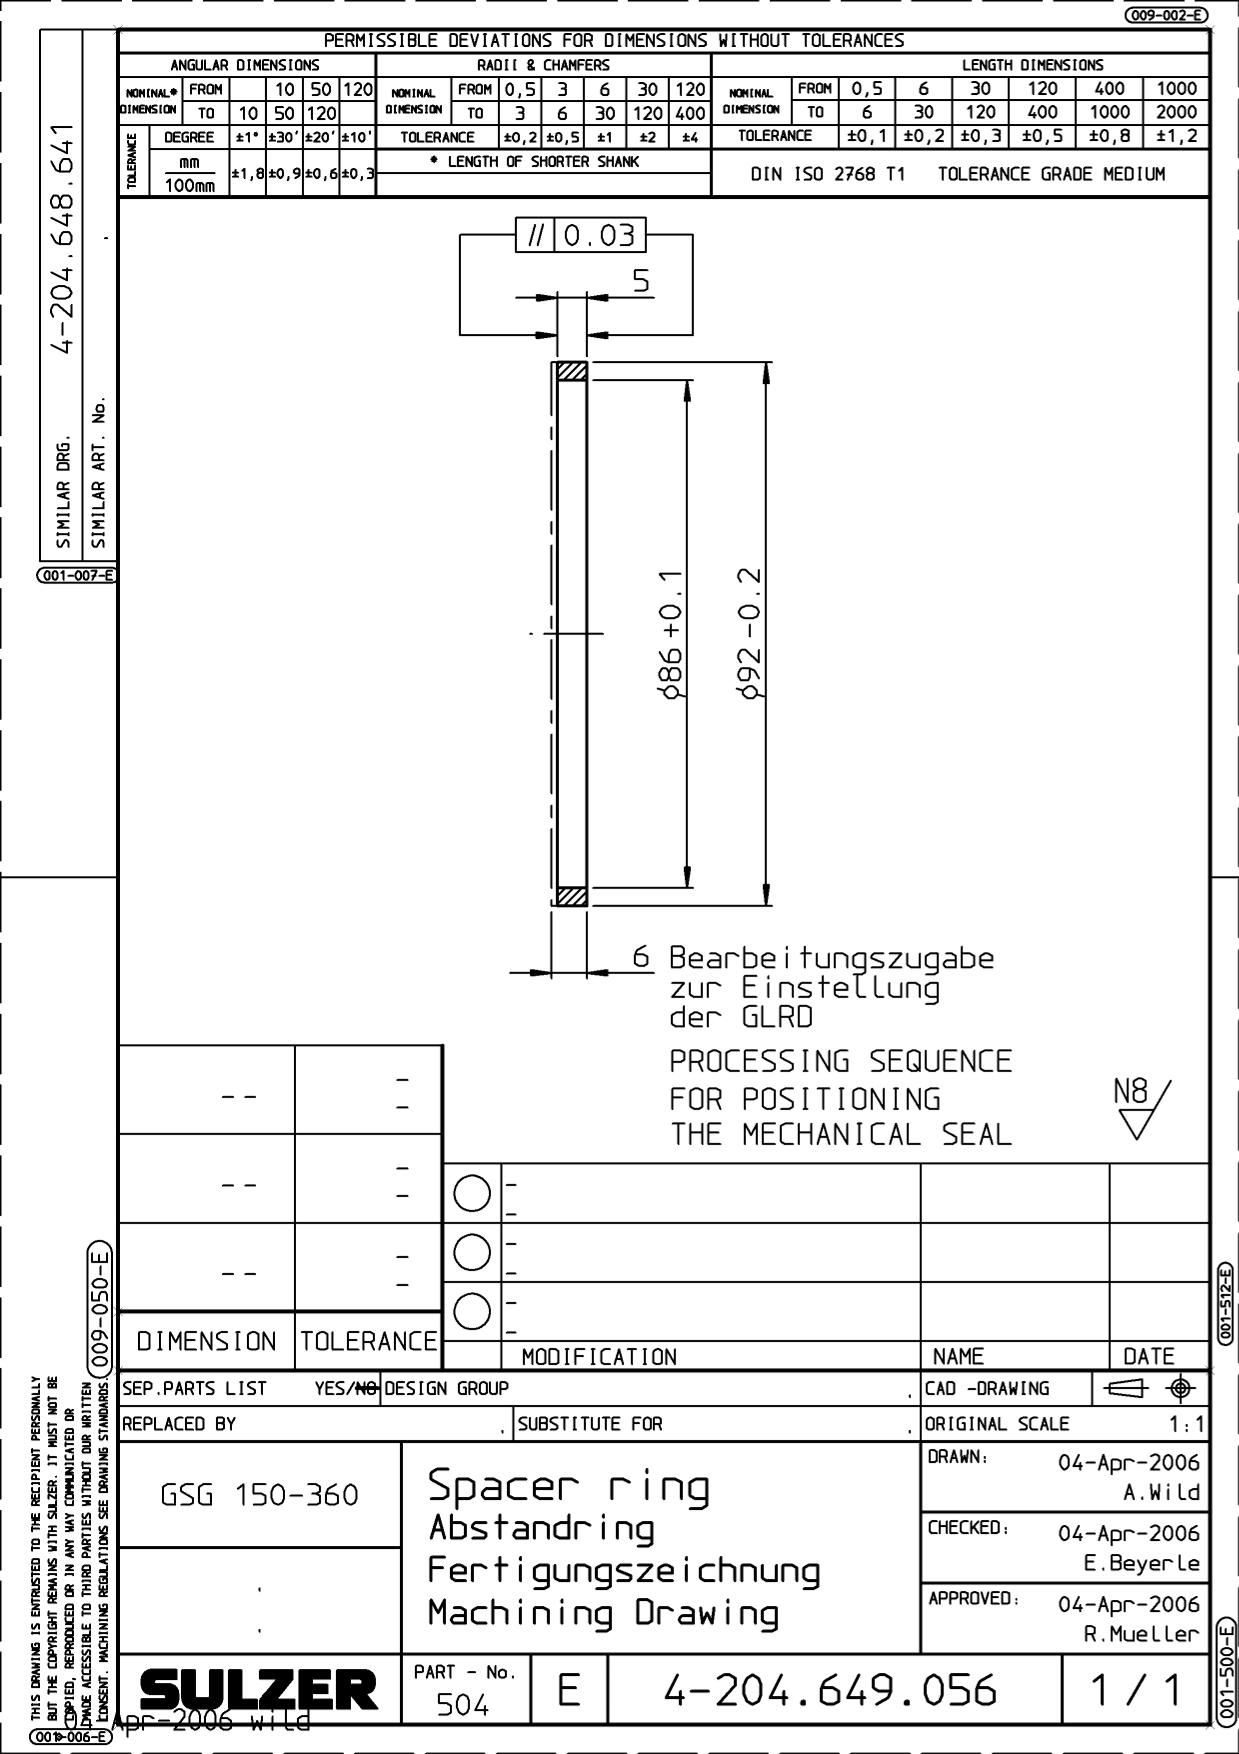 009-002-E
PERMISSIBLE DEVIATIONS FOR DIMENSIONS WITHOUT TOLERANCES
ANGULAR DIMENSIONS RADII & CHAMFERS LENGTH DIMENSIONS
NOMINAL* DIMENSION FROM 10 50 120 NOMINAL DIMENSION FROM 0,5 3 6 30 120 NOMINAL DIMENSION FROM 0,5 6 30 120 400 1000
TO 10 50 120 TO 3 6 30 120 400 TO 6 30 120 400 1000 2000
TOLERANCE DEGREE ±1° ±30' ±20' ±10' TOLERANCE ±0,2 ±0,5 ±1 ±2 ±4 TOLERANCE ±0,1 ±0,2 ±0,3 ±0,5 ±0,8 ±1,2
mm
100mm ±1,8 ±0,9 ±0,6 ±0,3
* LENGTH OF SHORTER SHANK
DIN ISO 2768 T1 TOLERANCE GRADE MEDIUM
SIMILAR DRG. 4-204.648.641
SIMILAR ART. No.
001-007-E
// 0.03
5
ϕ86 +0.1
ϕ92 -0.2
6 Bearbeitungszugabe
zur Einstellung
der GLRD
PROCESSING SEQUENCE
FOR POSITIONING
THE MECHANICAL SEAL
N8
-- -
-
-- -
-
-- -
-
DIMENSION TOLERANCE
-
-
-
-
-
-
MODIFICATION NAME DATE
009-050-E
001-512-E
SEP.PARTS LIST YES/NO DESIGN GROUP . CAD -DRAWING
REPLACED BY . SUBSTITUTE FOR . ORIGINAL SCALE 1:1
GSG 150-360
Spacer ring
Abstandring
Fertigungszeichnung
Machining Drawing
DRAWN: 04-Apr-2006
A.Wild
CHECKED: 04-Apr-2006
E.Beyerle
APPROVED: 04-Apr-2006
R.Mueller
SULZER
PART - No.
504
E
4-204.649.056
1/1
THIS DRAWING IS ENTRUSTED TO THE RECIPIENT PERSONALLY
BUT THE COPYRIGHT REMAINS WITH SULZER. IT MUST NOT BE
COPIED, REPRODUCED OR IN ANY WAY COMMUNICATED OR
MADE ACCESSIBLE TO THIRD PARTIES WITHOUT OUR WRITTEN
CONSENT. MACHINING REGULATIONS SEE DRAWING STANDARDS.
001-006-E
Apr-2006 wild
001-500-E